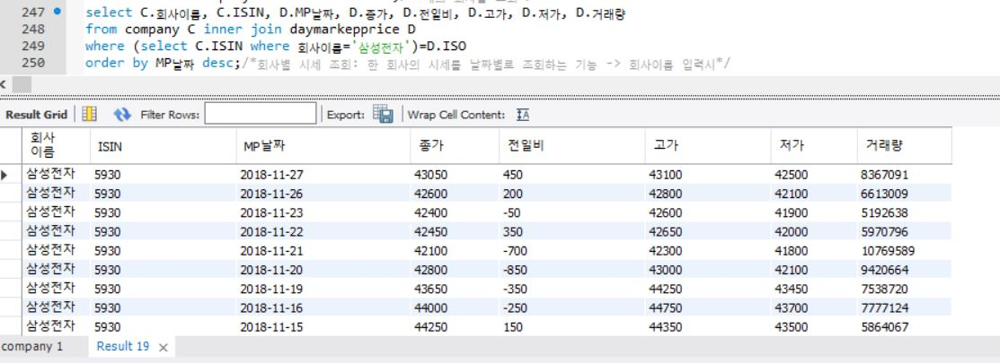 247 select C.회사이름, C.ISIN, D.MP날짜, D.종가, D.전일비, D.고가, D.저가, D.거래량
248 from company C inner join daymarkepprice D
249 where (select C.ISIN where 회사이름='삼성전자')=D.ISO
250 order by MP날짜 desc;/*회사별 시세 조회: 한 회사의 시세를 날짜별로 조회하는 기능 -> 회사이름 입력시*/
Result Grid Filter Rows: Export: Wrap Cell Content:
회사이름 ISIN MP날짜 종가 전일비 고가 저가 거래량
삼성전자 5930 2018-11-27 43050 450 43100 42500 8367091
삼성전자 5930 2018-11-26 42600 200 42800 42100 6613009
삼성전자 5930 2018-11-23 42400 -50 42600 41900 5192638
삼성전자 5930 2018-11-22 42450 350 42650 42000 5970796
삼성전자 5930 2018-11-21 42100 -700 42300 41800 10769589
삼성전자 5930 2018-11-20 42800 -850 43000 42100 9420664
삼성전자 5930 2018-11-19 43650 -350 44250 43450 7538720
삼성전자 5930 2018-11-16 44000 -250 44750 43700 7777124
삼성전자 5930 2018-11-15 44250 150 44350 43500 5864067
company 1 Result 19